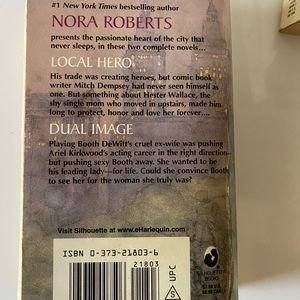 #1 New York Times bestselling author
NORA ROBERTS
presents the passionate heart of the city that
never sleeps, in these two complete novels…
LOCAL HERO
His trade was creating heroes, but comic book
writer Mitch Dempsey had never seen himself as
one. But something about Hester Wallace, the
shy single mom who moved in upstairs, made him
long to protect, honor and love her forever....
DUAL IMAGE
Playing Booth DeWitt's cruel ex-wife was pushing
Ariel Kirkwood's acting career in the right direction—
but pushing sexy Booth away. She wanted to be
his leading lady—for life. Could she convince Booth
to see her for the woman she truly was?
Visit Silhouette at www.eHarlequin.com
ISBN 0-373-21803-6
21803
UPC
S
SILHOUETTE
BOOKS